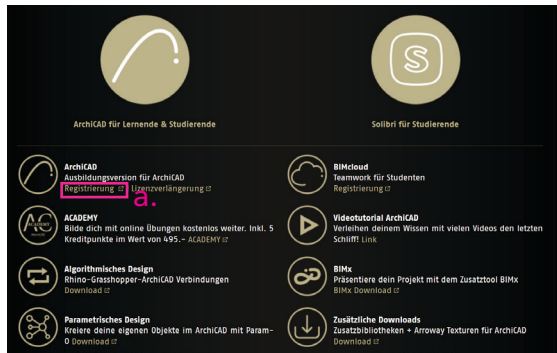 S
ArchiCAD für Lernende & Studierende
Solibri für Studierende
ArchiCAD
Ausbildungsversion für ArchiCAD
Registrierung Lizenzverlängerung
a.
BIMcloud
Teamwork für Studenten
Registrierung
AC
ACADEMY
ACADEMY
Bilde dich mit online Übungen kostenlos weiter. Inkl. 5
Kreditpunkte im Wert von 495.– ACADEMY
Videotutorial ArchiCAD
Verleihen deinem Wissen mit vielen Videos den letzten
Schliff! Link
Algorithmisches Design
Rhino-Grasshopper-ArchiCAD Verbindungen
Download
BIMx
Präsentiere dein Projekt mit dem Zusatztool BIMx
BIMx Download
Parametrisches Design
Kreiere deine eigenen Objekte im ArchiCAD mit Param-
O Download
Zusätzliche Downloads
Zusatzbibliotheken + Arroway Texturen für ArchiCAD
Download